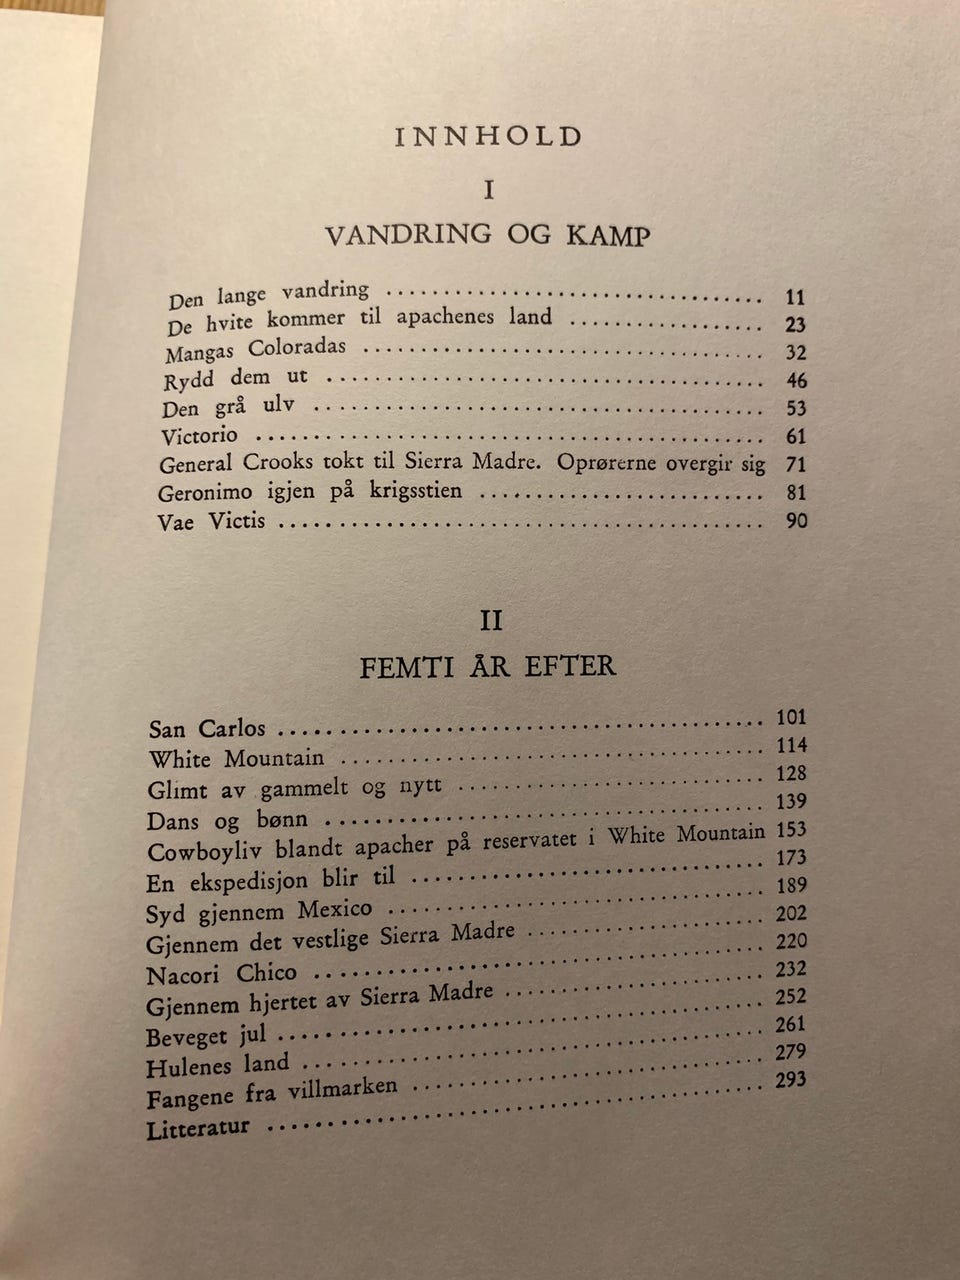 INNHOLD
I
VANDRING OG KAMP
Den lange vandring ................................ 11
De hvite kommer til apachenes land ................. 23
Mangas Coloradas .................................. 32
Rydd dem ut ..................................... 46
Den grå ulv ...................................... 53
Victorio .......................................... 61
General Crooks tokt til Sierra Madre. Oprørerne overgir sig 71
Geronimo igjen på krigsstien ........................ 81
Vae Victis ......................................... 90
II
FEMTI ÅR EFTER
San Carlos ......................................... 101
White Mountain .................................... 114
Glimt av gammelt og nytt .......................... 128
Dans og bønn ..................................... 139
Cowboyliv blandt apacher på reservatet i White Mountain 153
En ekspedisjon blir til .............................. 173
Syd gjennem Mexico ................................ 189
Gjennem det vestlige Sierra Madre .................... 202
Nacori Chico ...................................... 220
Gjennem hjertet av Sierra Madre ...................... 232
Beveget jul ......................................... 252
Hulenes land ....................................... 261
Fangene fra villmarken .............................. 279
Litteratur .......................................... 293